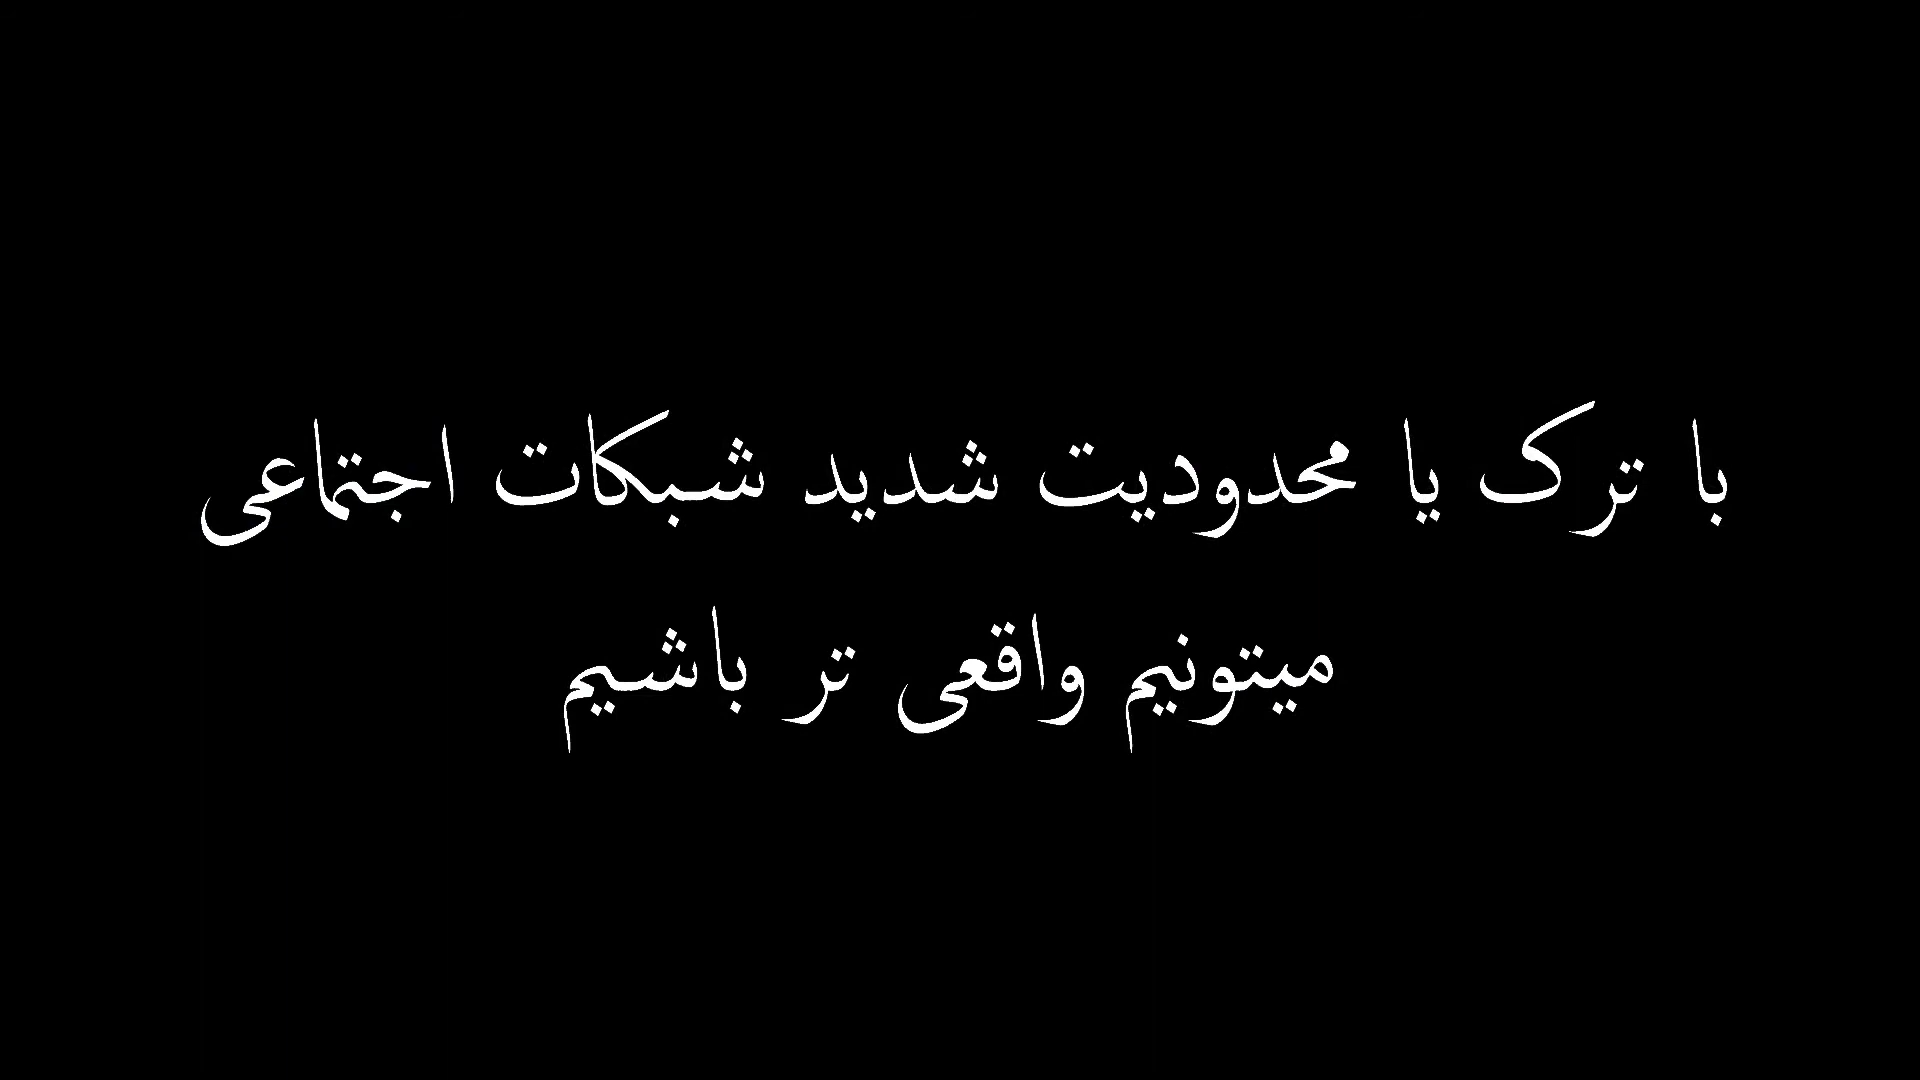 با ترک یا محدودیت شدید شبکات اجتماعی
میتونیم واقعی تر باشیم